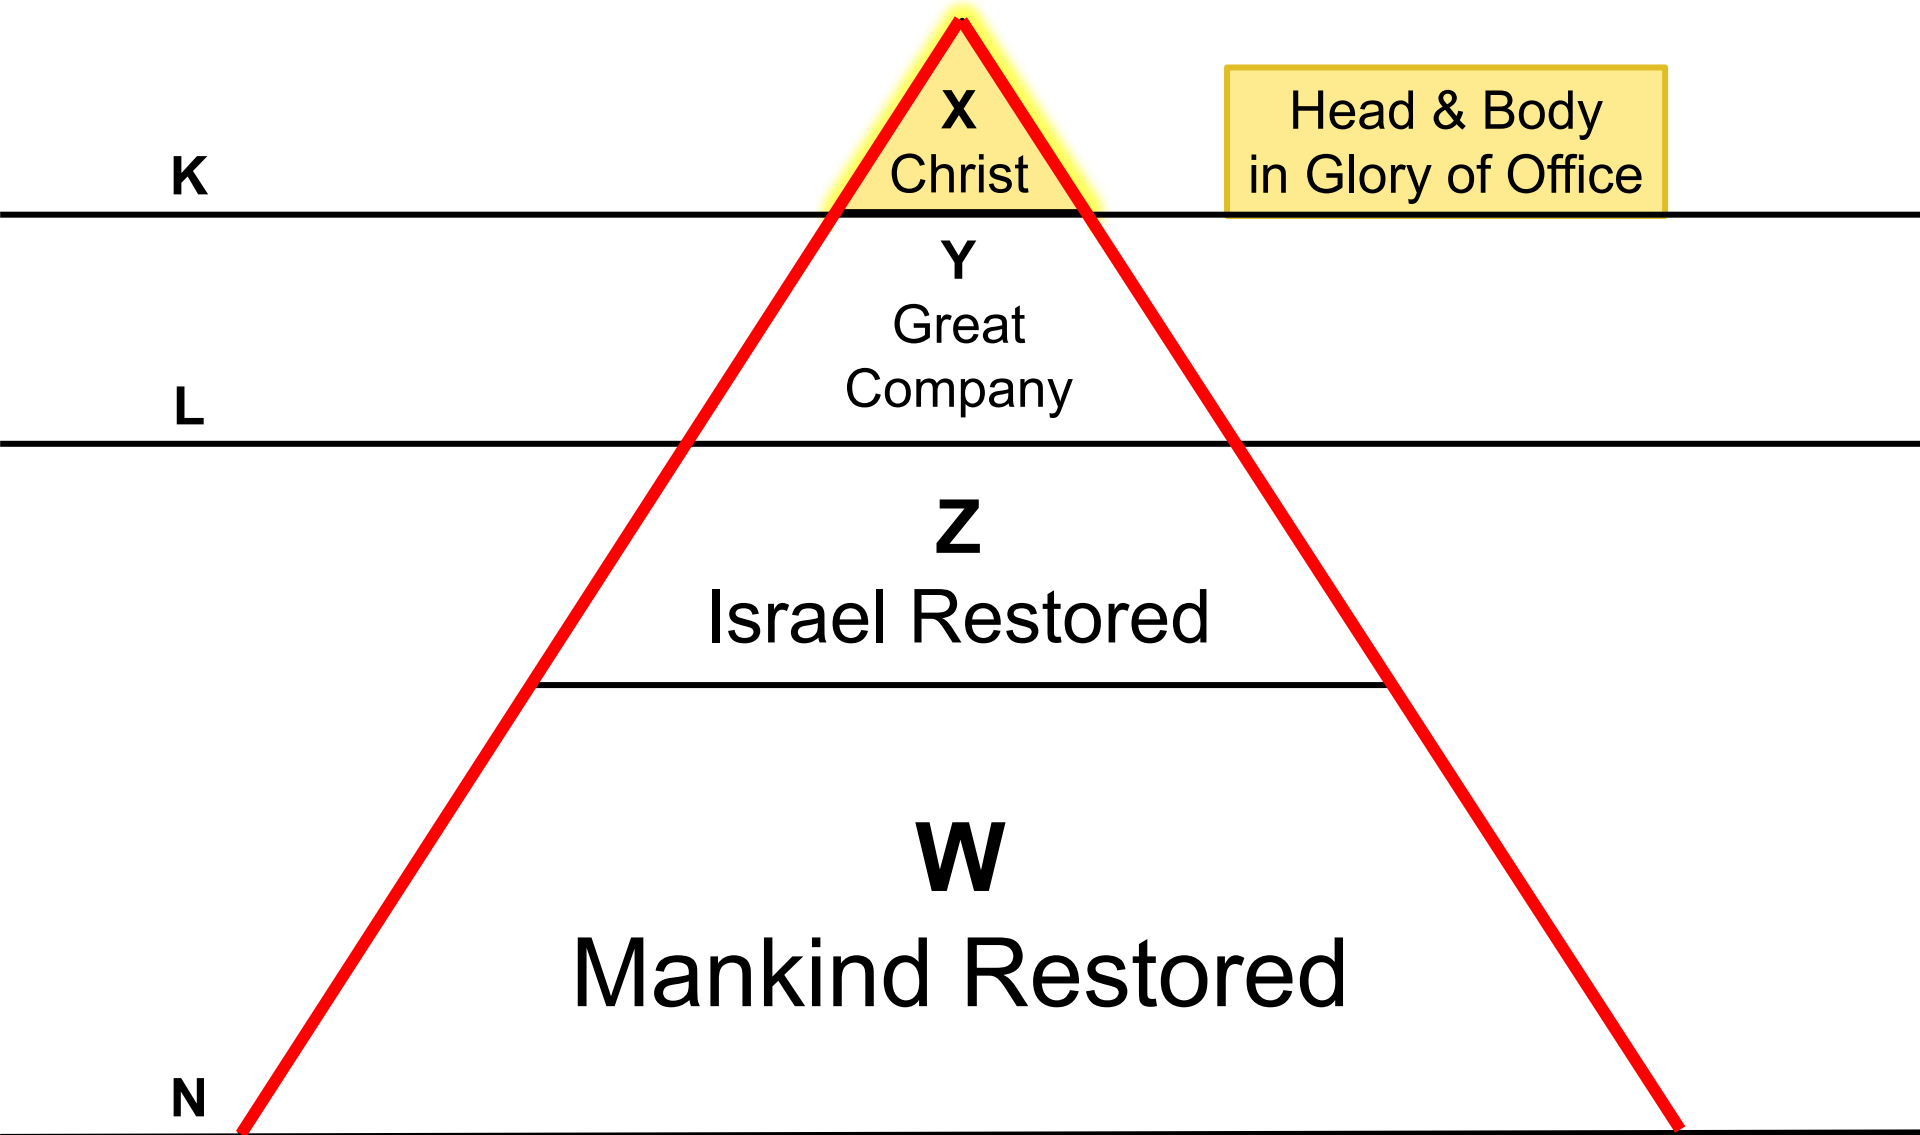 X
Christ
Head & Body
in Glory of Office
K
Y
Great
Company
L
Z
Israel Restored
W
Mankind Restored
N